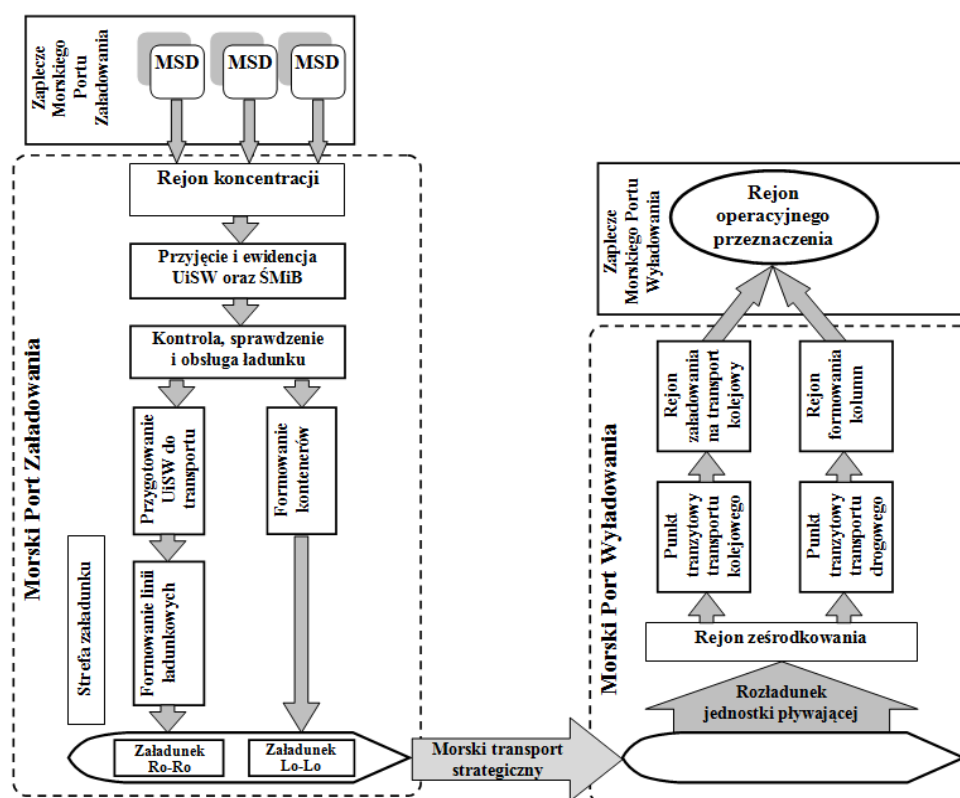 Zaplecze
Morskiego
Portu
Załadowania
MSD
MSD
MSD
Morski Port Załadowania
Rejon koncentracji
Przyjęcie i ewidencja
UiSW oraz ŚMiB
Kontrola, sprawdzenie
i obsługa ładunku
Przygotowanie
UiSW do
transportu
Formowanie
kontenerów
Strefa załadunku
Formowanie linii
ładunkowych
Załadunek
Ro-Ro
Załadunek
Lo-Lo
Morski transport
strategiczny
Zaplecze
Morskiego Portu
Wyładowania
Rejon
operacyjnego
przeznaczenia
Morski Port Wyładowania
Rejon
załadowania
na transport
kolejowy
Rejon
formowania
kolumn
Punkt
tranzytowy
transportu
kolejowego
Punkt
tranzytowy
transportu
drogowego
Rejon ześrodkowania
Rozładunek
jednostki pływającej